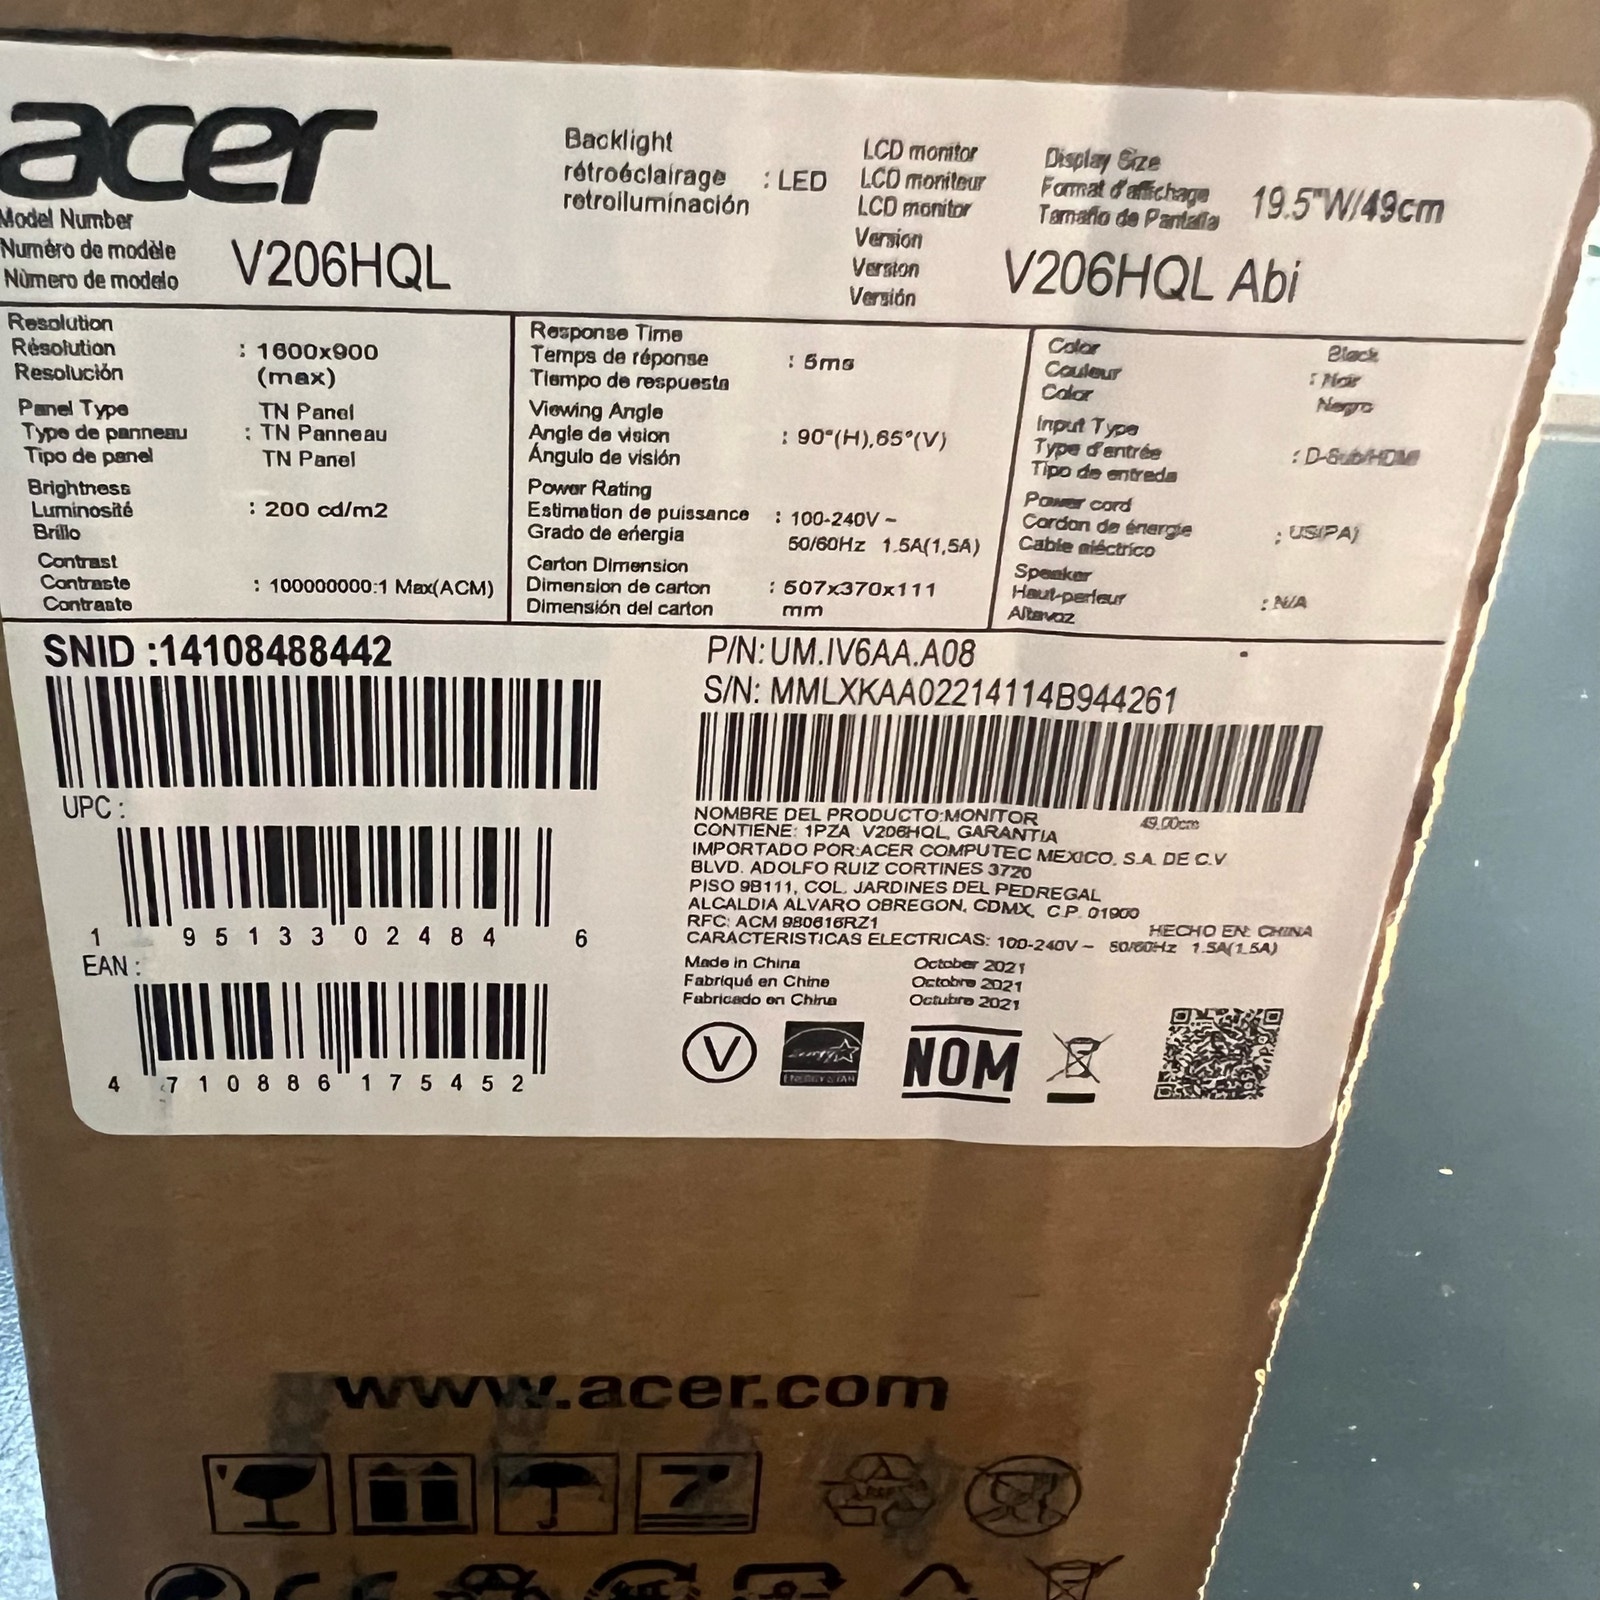 acer
Model Number
Numéro de modèle
Número de modelo
V206HQL
Backlight
rétroéclairage : LED
retroiluminación
LCD monitor
LCD moniteur
LCD monitor
Version
Version
Versión
Display Size
Format d'affichage
Tamaño de Pantalla
19.5"W/49cm
V206HQL Abi
Resolution
Résolution : 1600x900
Resolución (max)
Panel Type TN Panel
Type de panneau : TN Panneau
Tipo de panel TN Panel
Brightness
Luminosité : 200 cd/m2
Brillo
Contrast
Contraste : 100000000:1 Max(ACM)
Contraste
Response Time
Temps de réponse : 5ms
Tiempo de respuesta
Viewing Angle
Angle de vision : 90°(H),65°(V)
Ángulo de visión
Power Rating
Estimation de puissance : 100-240V ~
Grado de energia 50/60Hz 1.5A(1,5A)
Carton Dimension
Dimension de carton : 507x370x111
Dimensión del carton mm
Color Black
Couleur : Noir
Color Negro
Input Type
Type d'entrée : D-Sub/HDMI
Tipo de entreda
Power cord
Cordon de énergie : US(PA)
Cable eléctrico
Speaker
Haut-parleur : N/A
Altavoz
SNID :14108488442
UPC :
1 95133 02484 6
EAN :
4 710886 175452
P/N: UM.IV6AA.A08
S/N: MMLXKAA02214114B944261
NOMBRE DEL PRODUCTO:MONITOR 49.00cm
CONTIENE: 1PZA V206HQL, GARANTIA
IMPORTADO POR:ACER COMPUTEC MEXICO, S.A. DE C.V
BLVD. ADOLFO RUIZ CORTINES 3720
PISO 9B111, COL. JARDINES DEL PEDREGAL
ALCALDIA ALVARO OBREGON, CDMX, C.P. 01900
RFC: ACM 980616RZ1 HECHO EN: CHINA
CARACTERISTICAS ELECTRICAS: 100-240V ~ 50/60Hz 1.5A(1.5A)
Made in China October 2021
Fabriqué en Chine Octobre 2021
Fabricado en China Octubre 2021
V
ENERGY STAR
NOM
www.acer.com
7